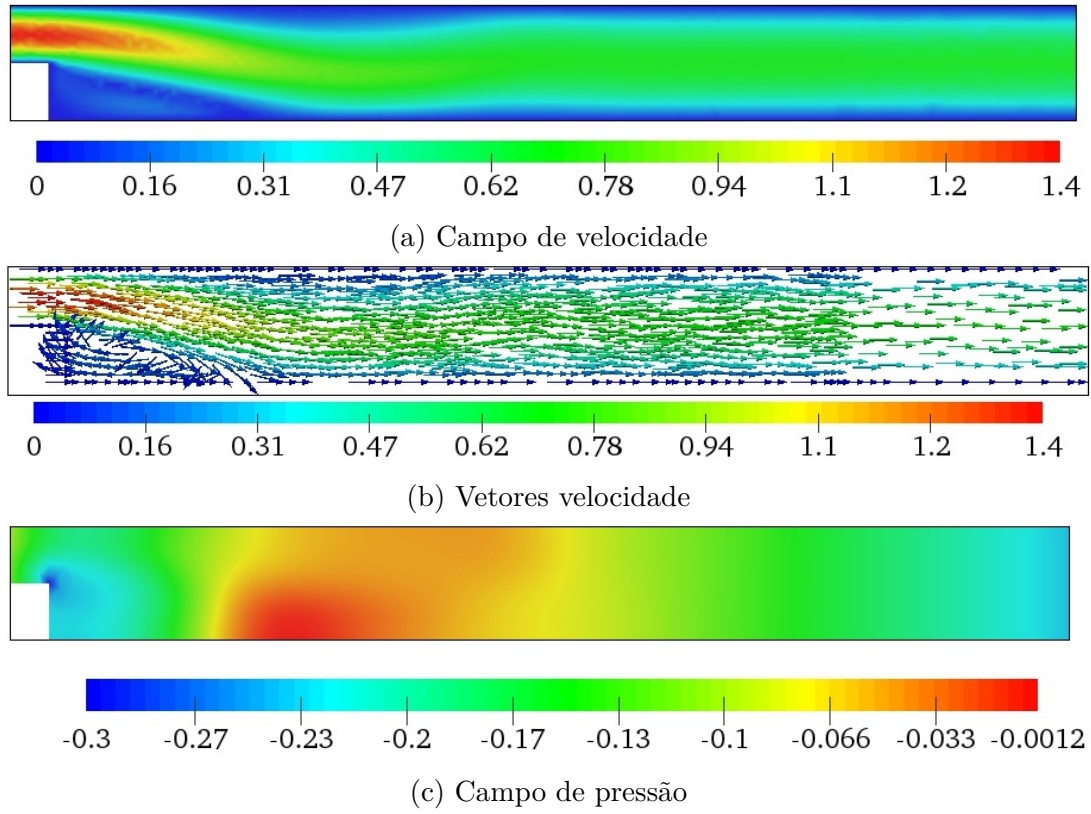 0 0.16 0.31 0.47 0.62 0.78 0.94 1.1 1.2 1.4
(a) Campo de velocidade
0 0.16 0.31 0.47 0.62 0.78 0.94 1.1 1.2 1.4
(b) Vetores velocidade
-0.3 -0.27 -0.23 -0.2 -0.17 -0.13 -0.1 -0.066 -0.033 -0.0012
(c) Campo de pressão